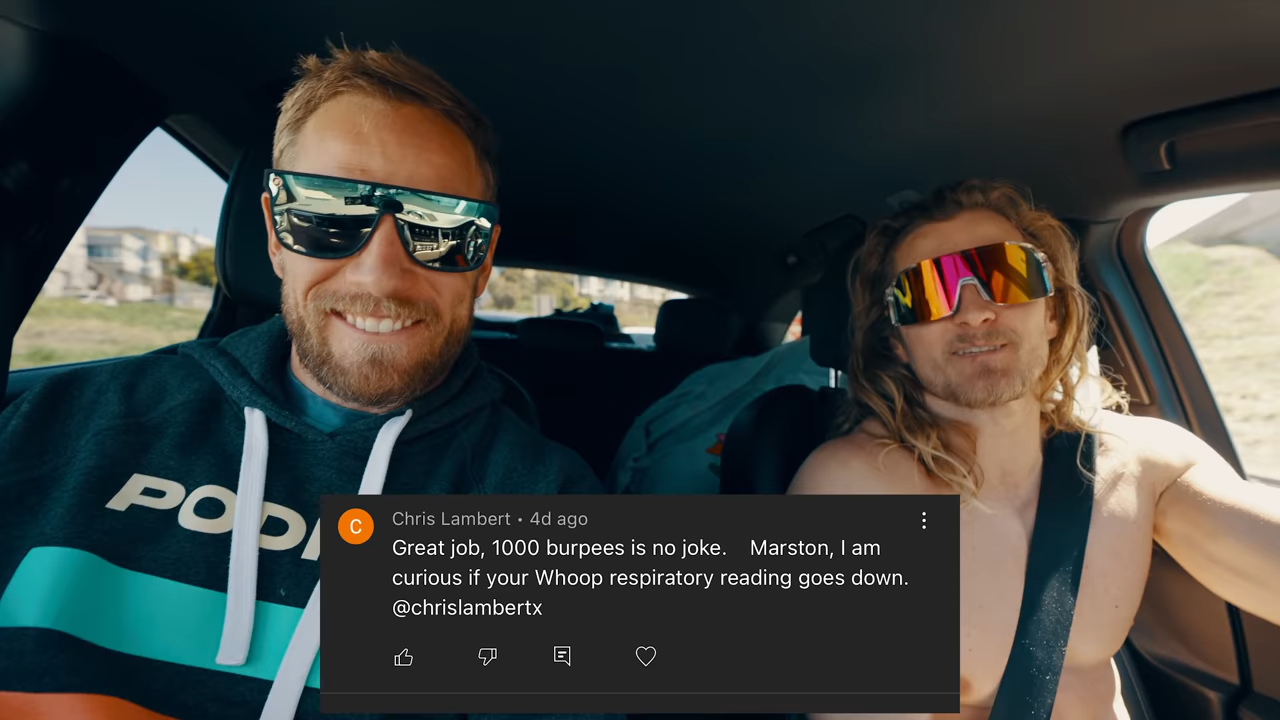 PODI
Chris Lambert • 4d ago
Great job, 1000 burpees is no joke. Marston, I am
curious if your Whoop respiratory reading goes down.
@chrislambertx
C